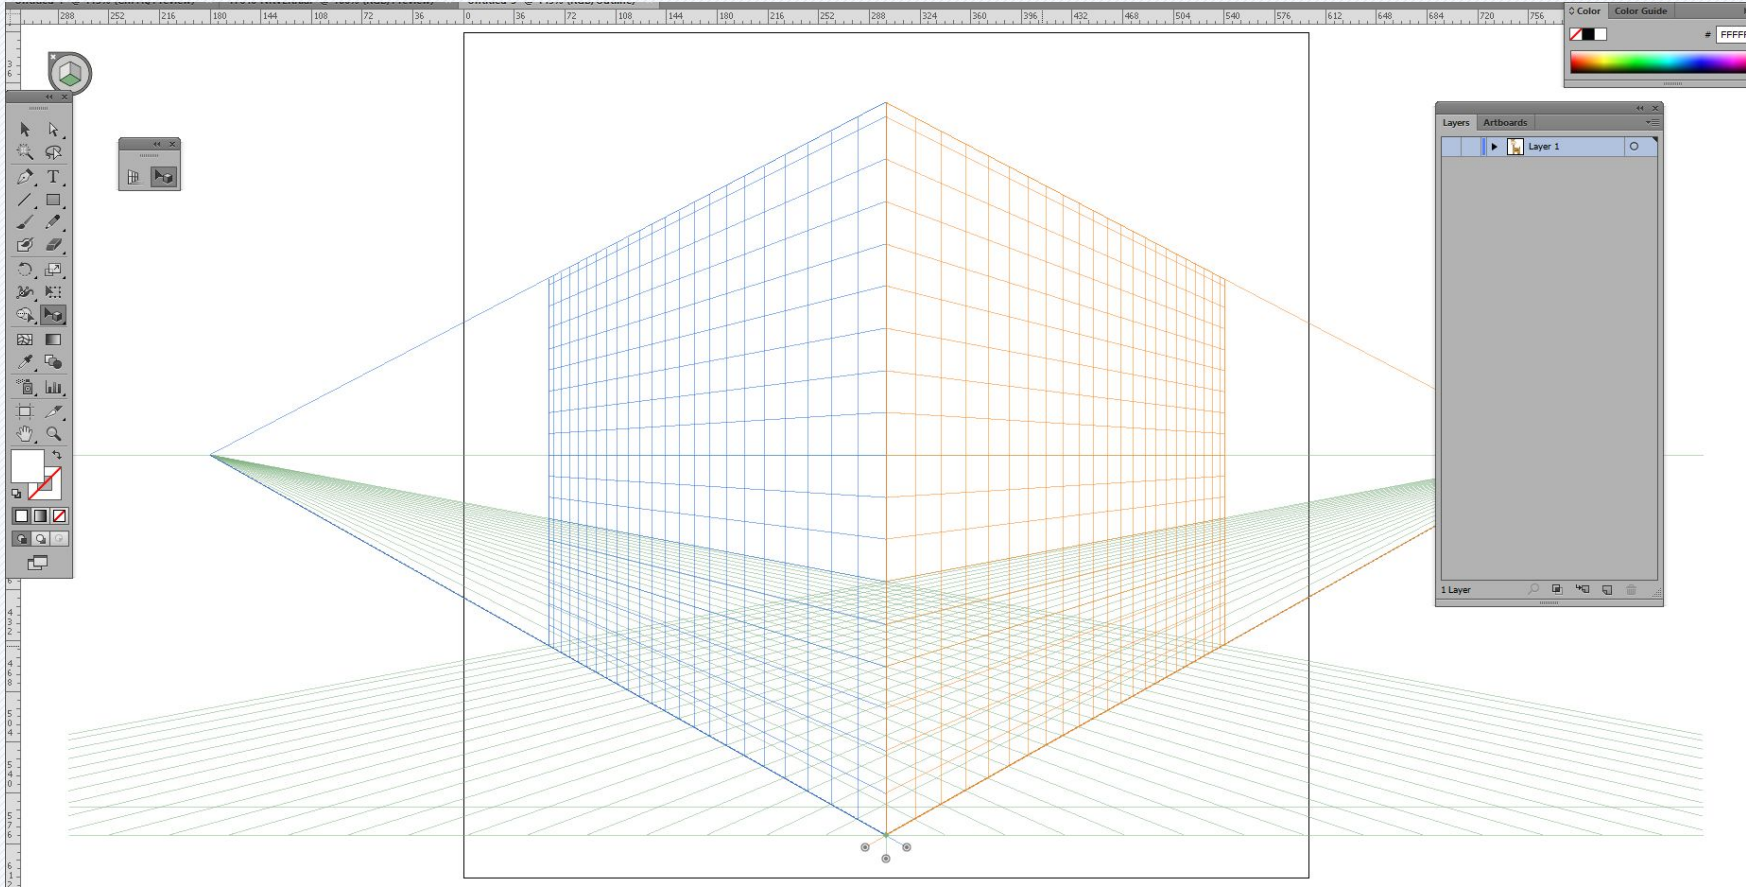 288 252 216 180 144 108 72 36 0 36 72 108 144 180 216 252 288 324 360 396 432 468 504 540 576 612 648 684 720 756
Color Color Guide
# FFFF
Layers Artboards
Layer 1
1 Layer